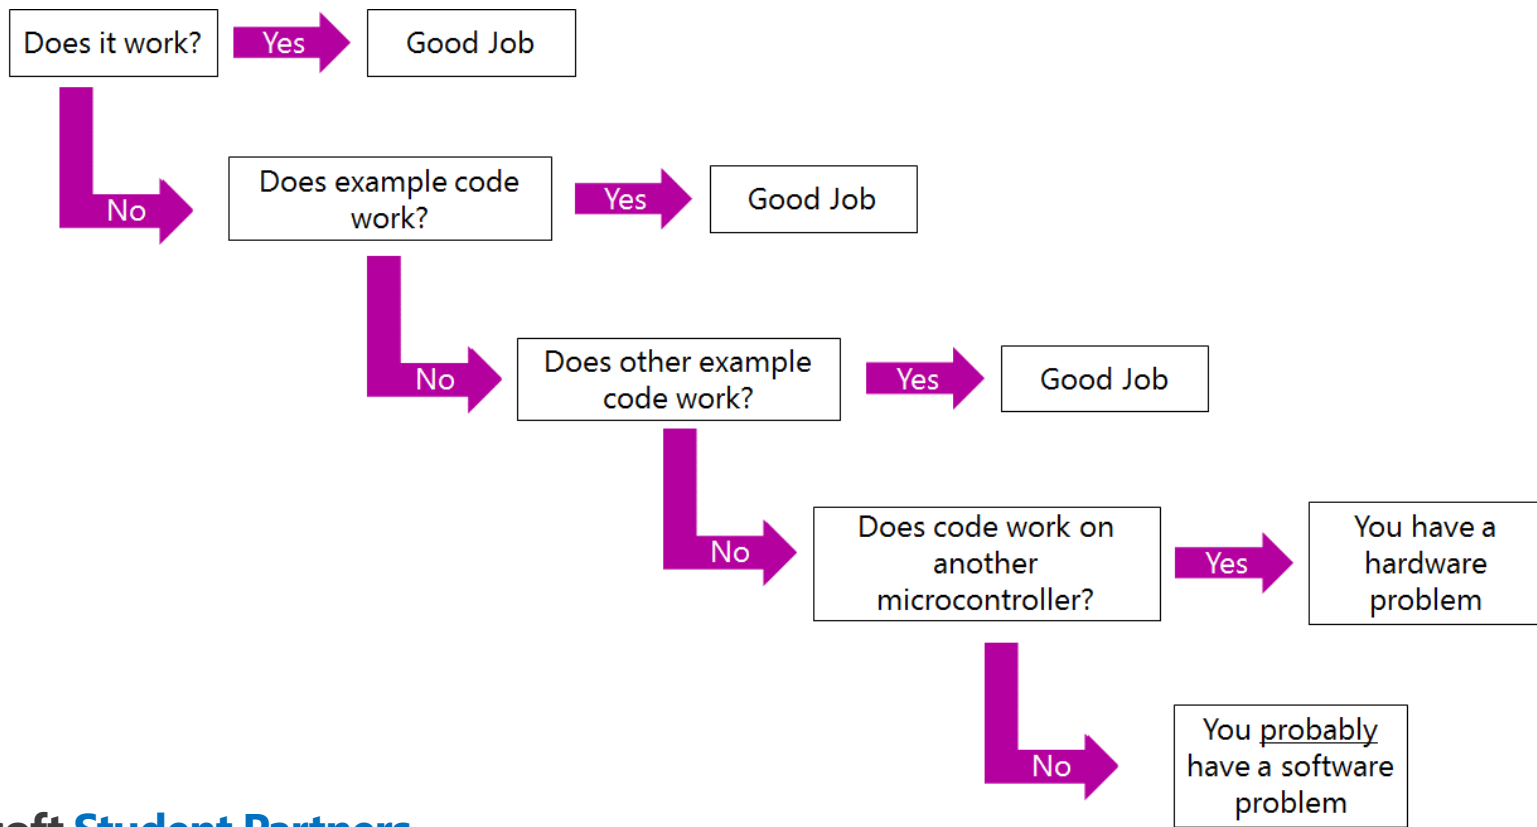 Does it work?
Yes
Good Job
No
Does example code
work?
Yes
Good Job
No
Does other example
code work?
Yes
Good Job
No
Does code work on
another
microcontroller?
Yes
You have a
hardware
problem
No
You probably
have a software
problem
Student Partners